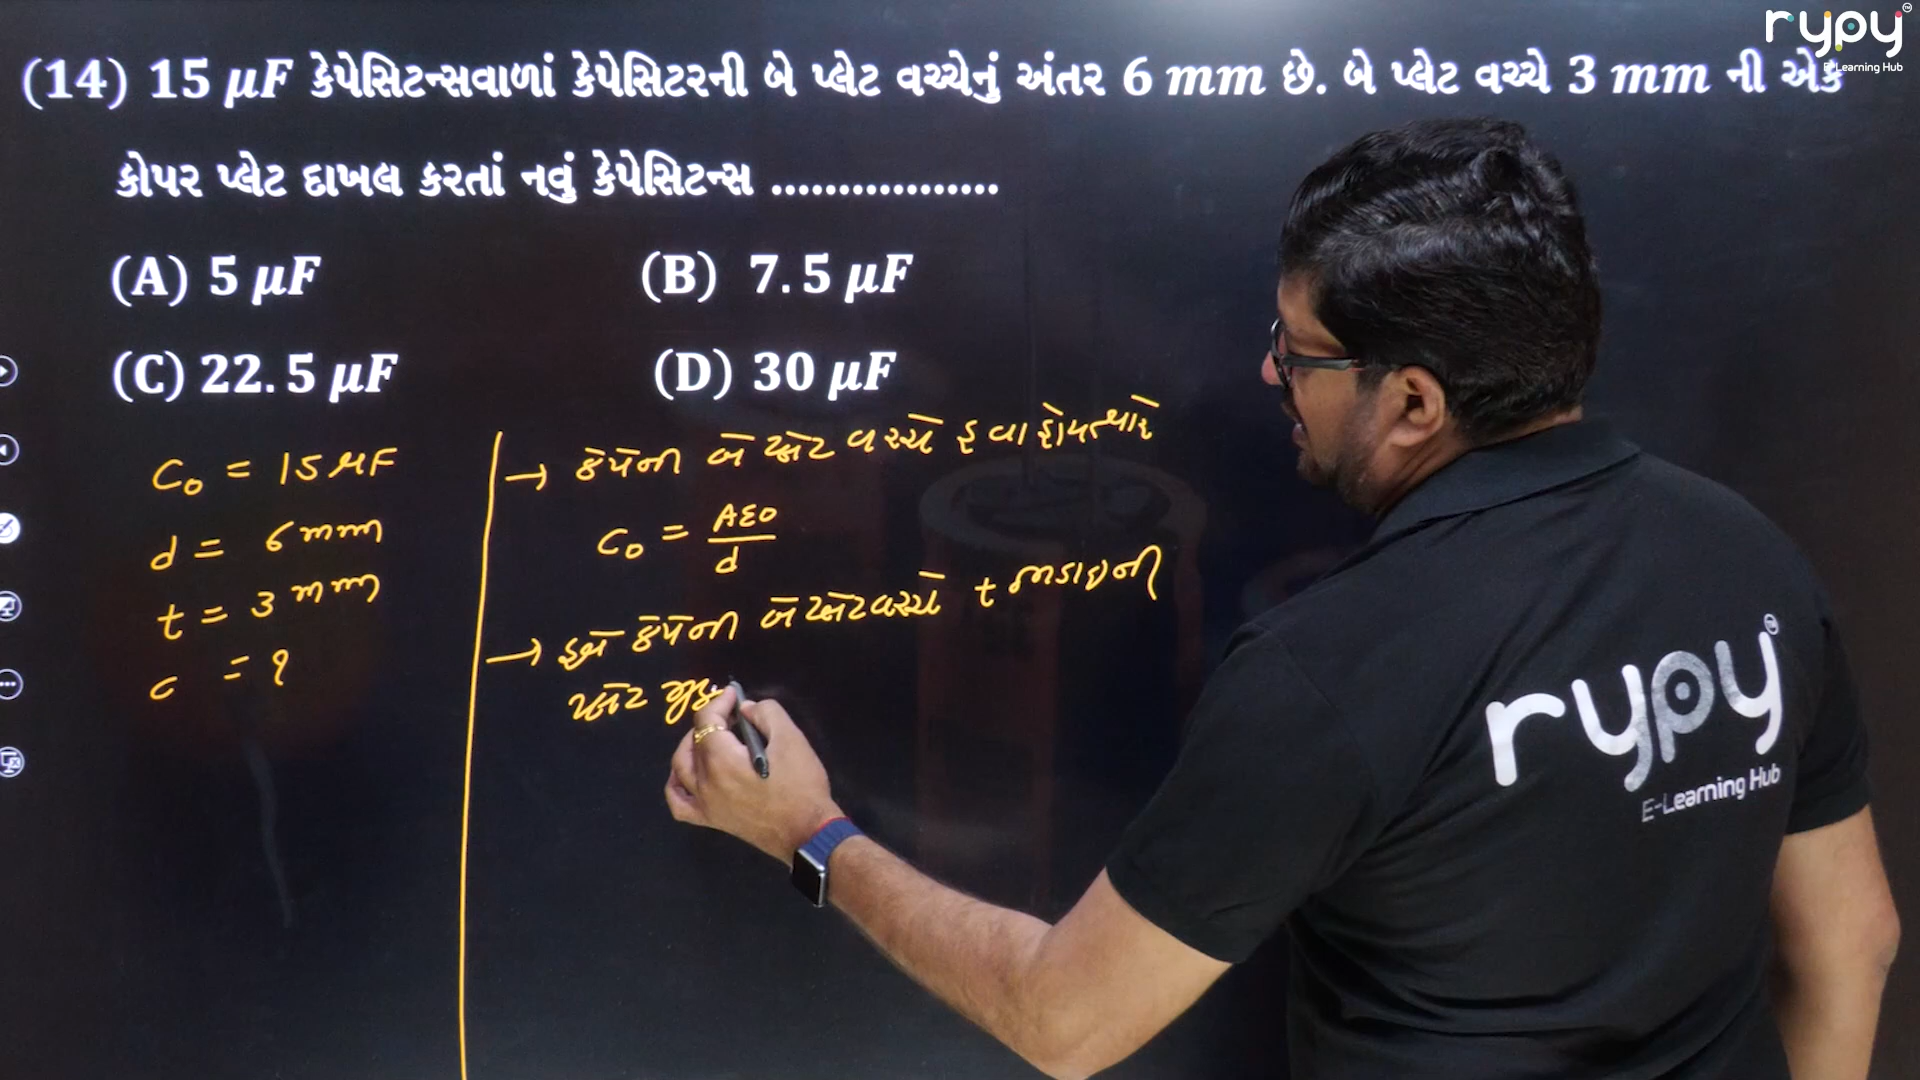 rypy
E-Learning Hub
(14) 15 μF કેપેસિટન્સવાળાં કેપેસિટરની બે પ્લેટ વચ્ચેનું અંતર 6 mm છે. બે પ્લેટ વચ્ચે 3 mm ની એક
કોપર પ્લેટ દાખલ કરતાં નવું કેપેસિટન્સ .................
(A) 5 μF
(B) 7.5 μF
(C) 22.5 μF
(D) 30 μF
C₀ = 15 μF
d = 6 mm
t = 3 mm
C = ?
→ કેપેની બે પ્લેટ વચ્ચે હવા હોય ત્યારે
C₀ = Aε₀/d
→ હવે કેપેની બે પ્લેટ વચ્ચે t જાડાઇની
પ્લેટ
rypy
E-Learning Hub